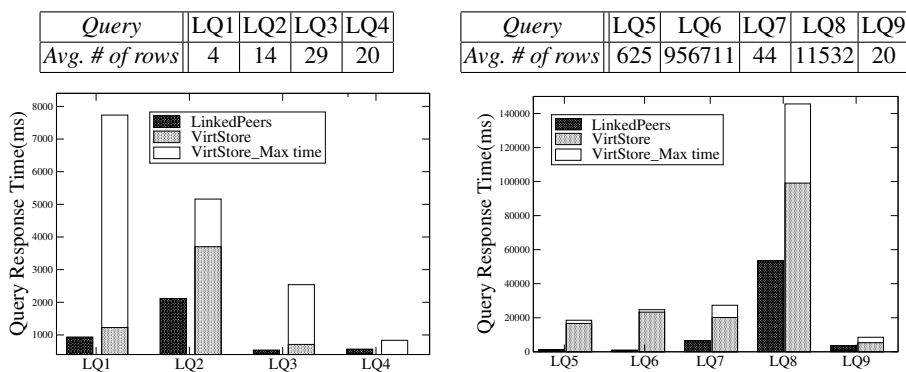 Query LQ1 LQ2 LQ3 LQ4
Avg. # of rows 4 14 29 20
Query LQ5 LQ6 LQ7 LQ8 LQ9
Avg. # of rows 625 956711 44 11532 20
Query Response Time(ms)
8000
7000
6000
5000
4000
3000
2000
1000
LinkedPeers
VirtStore
VirtStore_Max time
LQ1 LQ2 LQ3 LQ4
Query Response Time(ms)
140000
120000
100000
80000
60000
40000
20000
0
LinkedPeers
VirtStore
VirtStore_Max time
LQ5 LQ6 LQ7 LQ8 LQ9